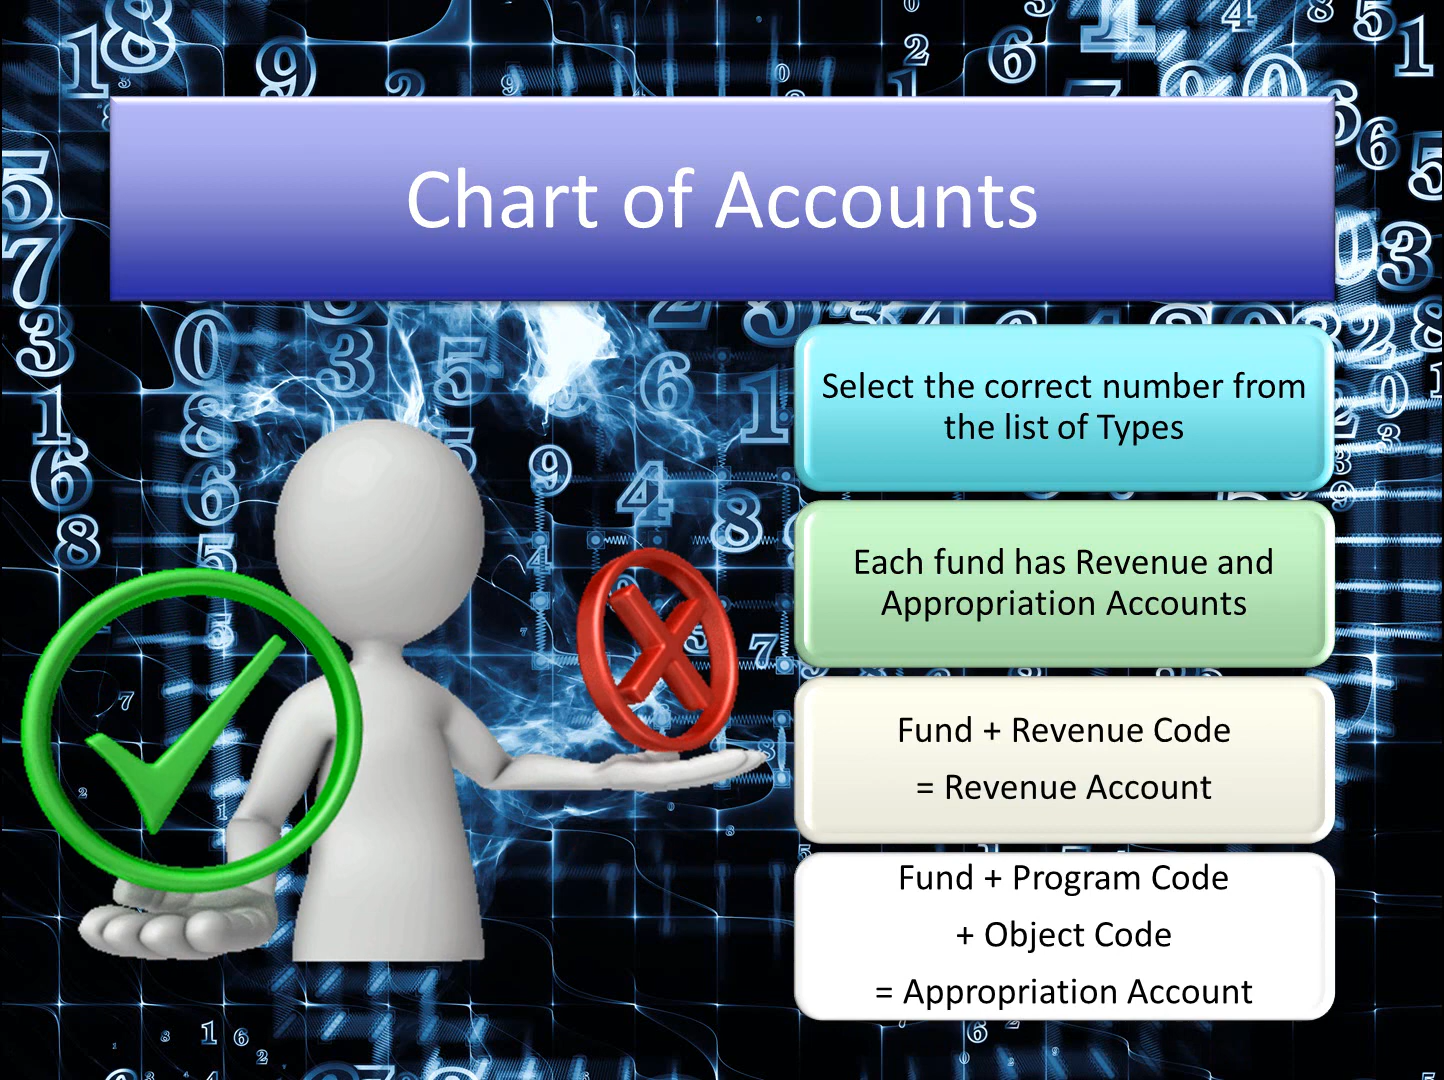 Chart of Accounts
Select the correct number from
the list of Types
Each fund has Revenue and
Appropriation Accounts
Fund + Revenue Code
= Revenue Account
Fund + Program Code
+ Object Code
= Appropriation Account